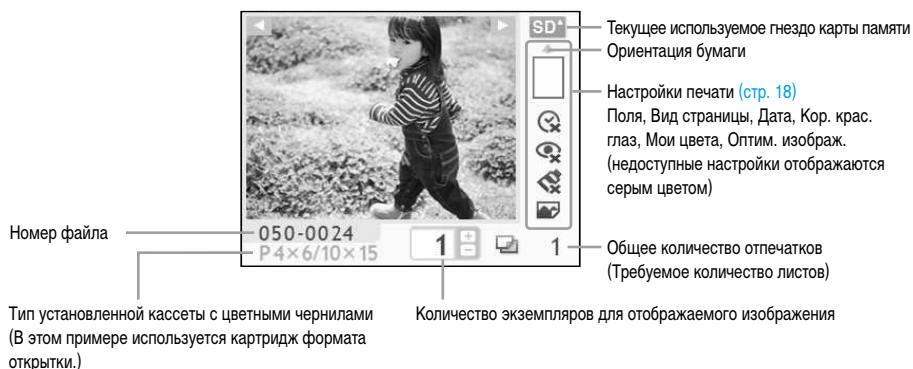 SD
Текущее используемое гнездо карты памяти
Ориентация бумаги
Настройки печати (стр. 18)
Поля, Вид страницы, Дата, Кор. крас.
глаз, Мои цвета, Оптим. изображ.
(недоступные настройки отображаются
серым цветом)
Номер файла
050-0024
P 4×6/10×15
1
+
-
1
Общее количество отпечатков
(Требуемое количество листов)
Тип установленной кассеты с цветными чернилами
(В этом примере используется картридж формата
открытки.)
Количество экземпляров для отображаемого изображения